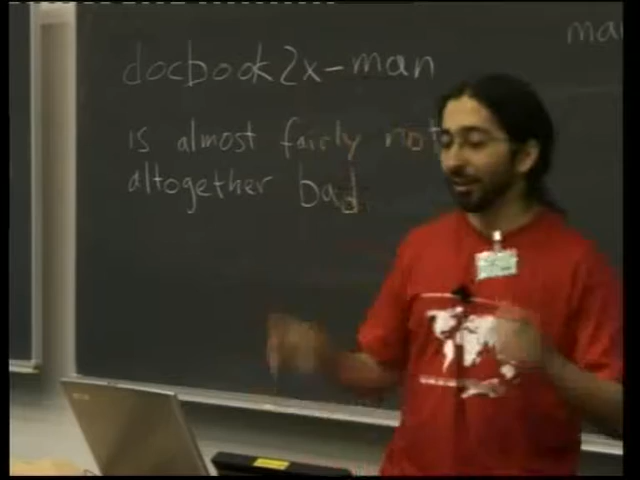 docbook2x-man
is almost fairly not
altogether bad